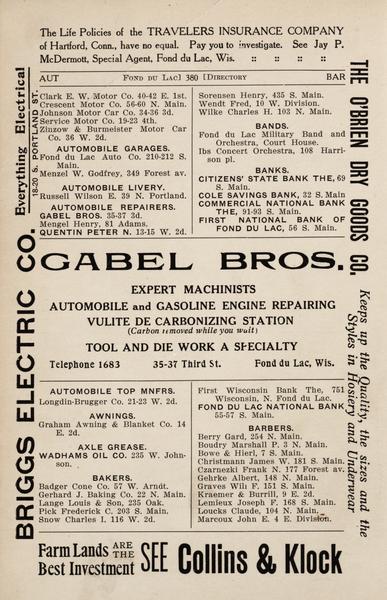 The Life Policies of the TRAVELERS INSURANCE COMPANY
of Hartford, Conn., have no equal. Pay you to investigate. See Jay P.
McDermott, Special Agent, Fond du Lac, Wis. :: :: :: ::
AUT FOND DU LAC] 380 [DIRECTORY BAR
Clark E. W. Motor Co. 40-42 E. 1st.
Crescent Motor Co. 56-60 N. Main.
Johnson Motor Car Co. 34-36 3d.
Service Motor Co. 19-23 4th.
Zinzow & Burmeister Motor Car
Co. 36 W. 2d.
AUTOMOBILE GARAGES.
Fond du Lac Auto Co. 210-212 S.
Main.
Menzel W. Godfrey, 349 Forest av.
AUTOMOBILE LIVERY.
Russell Wilson E. 39 N. Portland.
AUTOMOBILE REPAIRERS.
GABEL BROS. 35-37 3d.
Mengel Henry, 81 Adams.
QUENTIN PETER N. 13-15 W. 2d.
Sorensen Henry, 435 S. Main.
Wendt Fred, 10 W. Division.
Wilke Charles H. 103 N. Main.
BANDS.
Fond du Lac Military Band and
Orchestra, Court House.
Ibs Concert Orchestra, 108 Harri-
son pl.
BANKS.
CITIZENS' STATE BANK THE, 69
S. Main.
COLE SAVINGS BANK, 32 S. Main
COMMERCIAL NATIONAL BANK
THE, 91-93 S. Main.
FIRST NATIONAL BANK OF
FOND DU LAC, 56 S. Main.
GABEL BROS.
EXPERT MACHINISTS
AUTOMOBILE and GASOLINE ENGINE REPAIRING
VULITE DE CARBONIZING STATION
(Carbon removed while you wait)
TOOL AND DIE WORK A SPECIALTY
Telephone 1683 35-37 Third St. Fond du Lac, Wis.
AUTOMOBILE TOP MNFRS.
Longdin-Brugger Co. 21-23 W. 2d.
AWNINGS.
Graham Awning & Blanket Co. 14
E. 2d.
AXLE GREASE.
WADHAMS OIL CO. 235 W. John-
son.
BAKERS.
Badger Cone Co. 57 W. Arndt.
Gerhard J. Baking Co. 22 N. Main.
Lange Louis & Son, 235 Oak.
Pick Frederick C. 203 S. Main.
Snow Charles I. 116 W. 2d.
First Wisconsin Bank The, 751
Wisconsin, N. Fond du Lac.
FOND DU LAC NATIONAL BANK
55-57 S. Main.
BARBERS.
Berry Gard, 254 N. Main.
Boudry Marshall P. 3 N. Main.
Bowe & Hierl, 7 S. Main.
Christmann James W. 181 S. Main.
Czarnezki Frank N. 177 Forest av.
Gehrke Albert, 148 N. Main.
Graves Wilb F. 151 S. Main.
Kraemer & Burrill, 9 E. 2d.
Lemieux Joseph F. 168 S. Main.
Loucks Claude, 104 N. Main.
Marcoux John E. 4 E. Division.
BRIGGS ELECTRIC CO.
Everything Electrical
18-20 S. PORTLAND ST.
THE O'BRIEN DRY GOODS CO.
Keeps up the Quality, the sizes and the
Styles in Hosiery and Underwear
Farm Lands ARE THE
Best Investment
SEE Collins & Klock